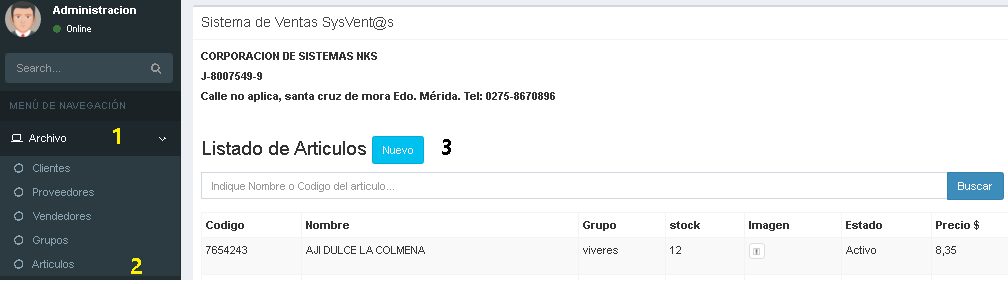 Administracion
Online
Search...
MENÚ DE NAVEGACIÓN
Archivo 1
Clientes
Proveedores
Vendedores
Grupos
Articulos 2
Sistema de Ventas SysVent@s
CORPORACION DE SISTEMAS NKS
J-8007549-9
Calle no aplica, santa cruz de mora Edo. Mérida. Tel: 0275-8670896
Listado de Articulos Nuevo 3
Indique Nombre o Codigo del articulo... Buscar
Codigo Nombre Grupo stock Imagen Estado Precio $
7654243 AJI DULCE LA COLMENA viveres 12 Activo 8,35